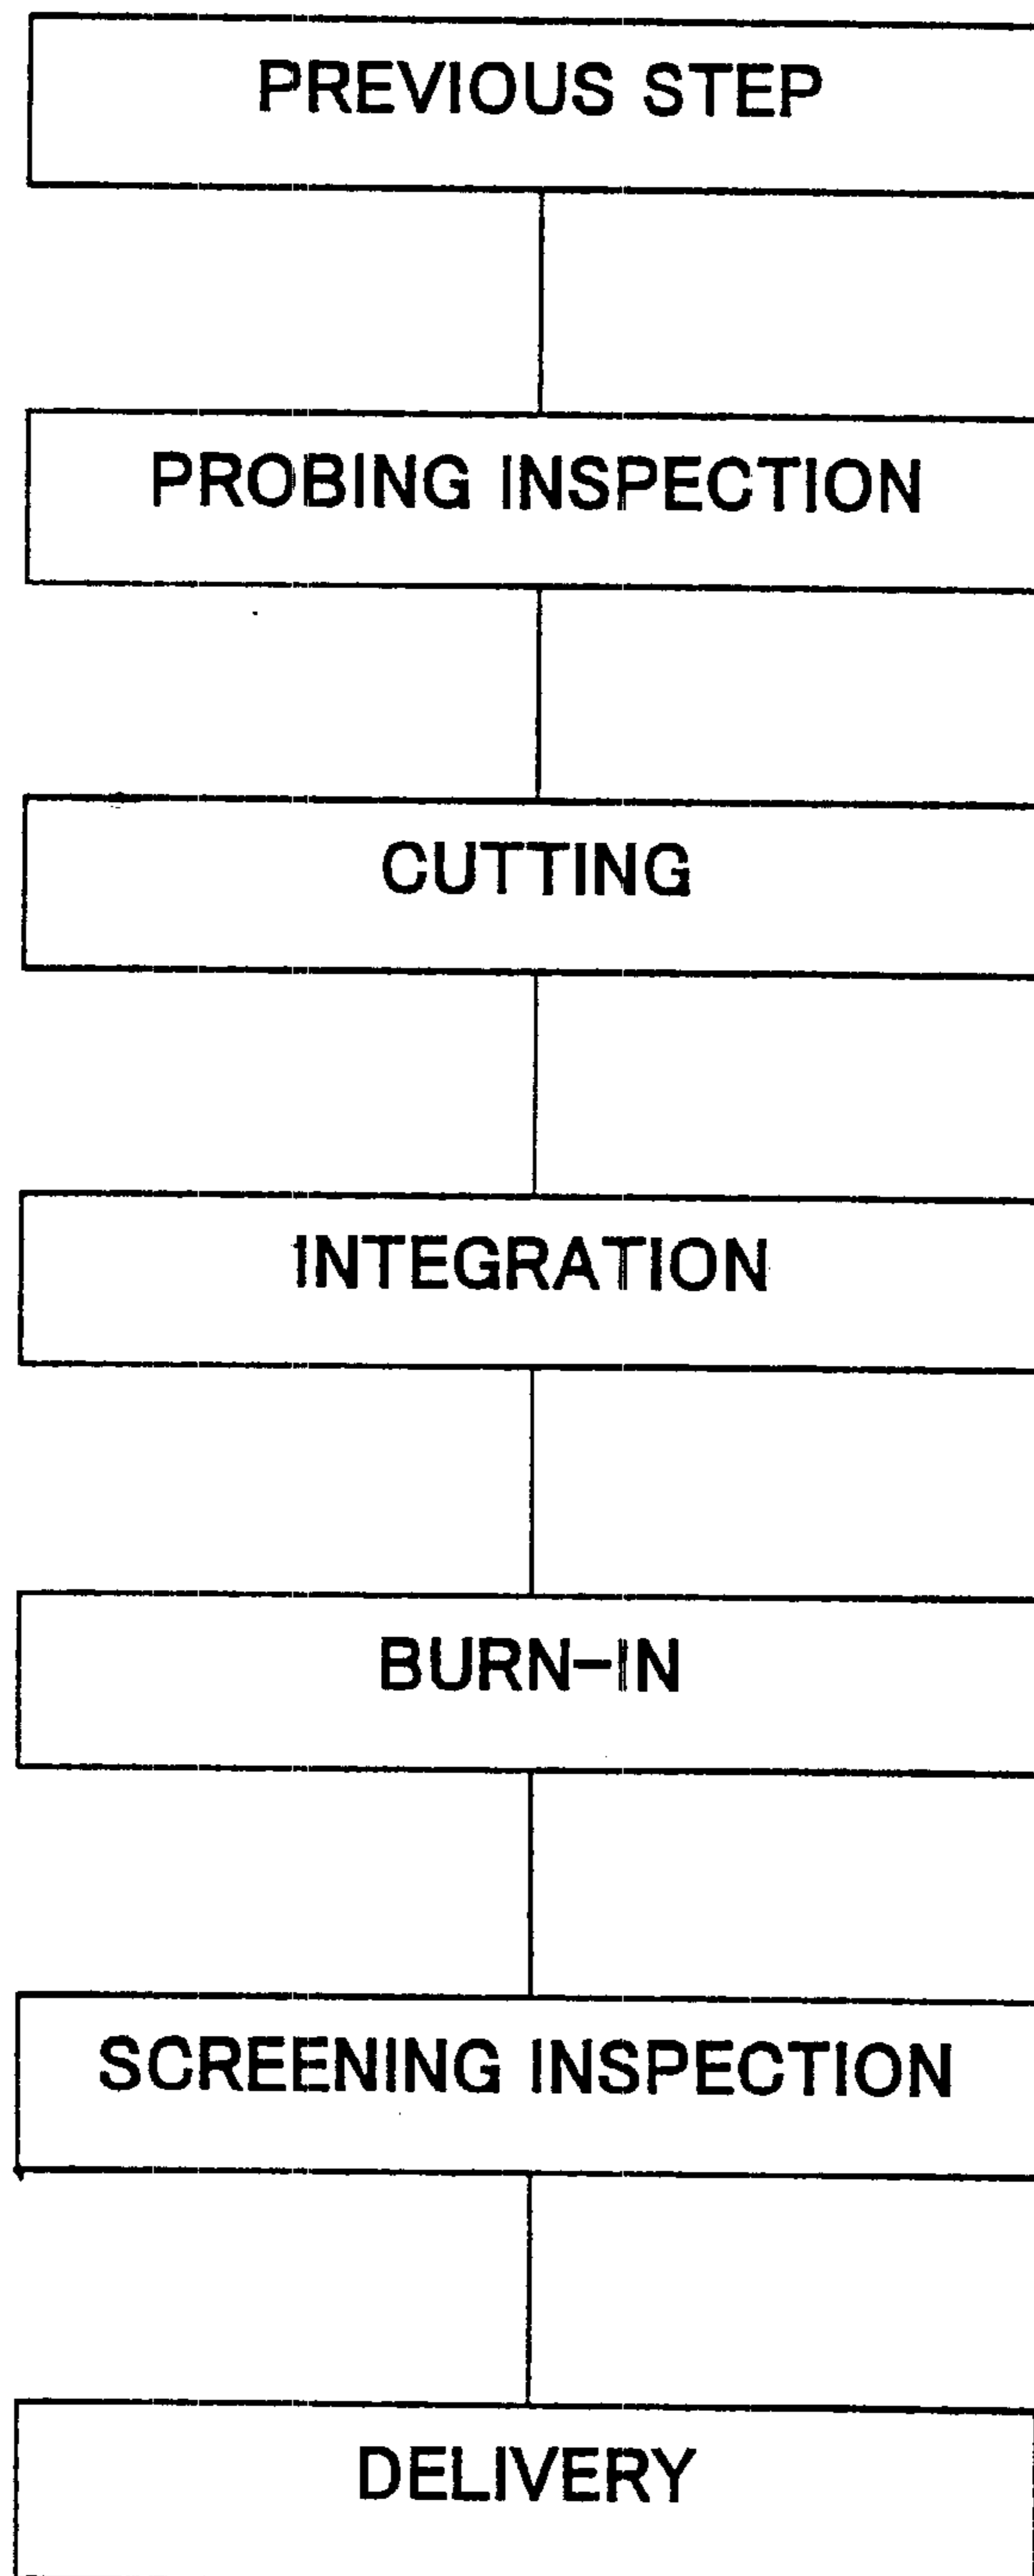 PREVIOUS STEP
PROBING INSPECTION
CUTTING
INTEGRATION
BURN-IN
SCREENING INSPECTION
DELIVERY